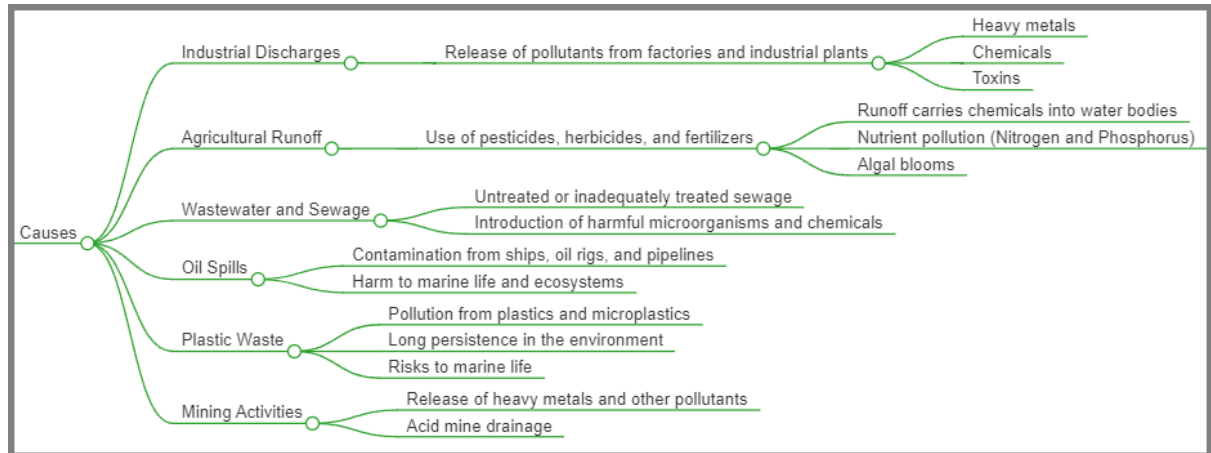 Causes
Industrial Discharges
Release of pollutants from factories and industrial plants
Heavy metals
Chemicals
Toxins
Agricultural Runoff
Use of pesticides, herbicides, and fertilizers
Runoff carries chemicals into water bodies
Nutrient pollution (Nitrogen and Phosphorus)
Algal blooms
Wastewater and Sewage
Untreated or inadequately treated sewage
Introduction of harmful microorganisms and chemicals
Oil Spills
Contamination from ships, oil rigs, and pipelines
Harm to marine life and ecosystems
Plastic Waste
Pollution from plastics and microplastics
Long persistence in the environment
Risks to marine life
Mining Activities
Release of heavy metals and other pollutants
Acid mine drainage